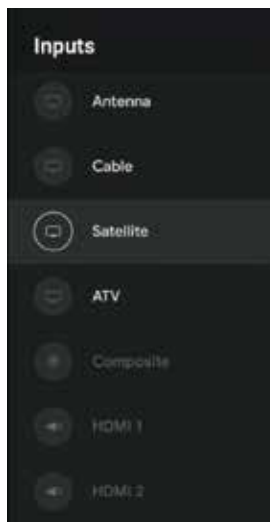 Inputs
Antenna
Cable
Satellite
ATV
Composite
HDMI 1
HDMI 2